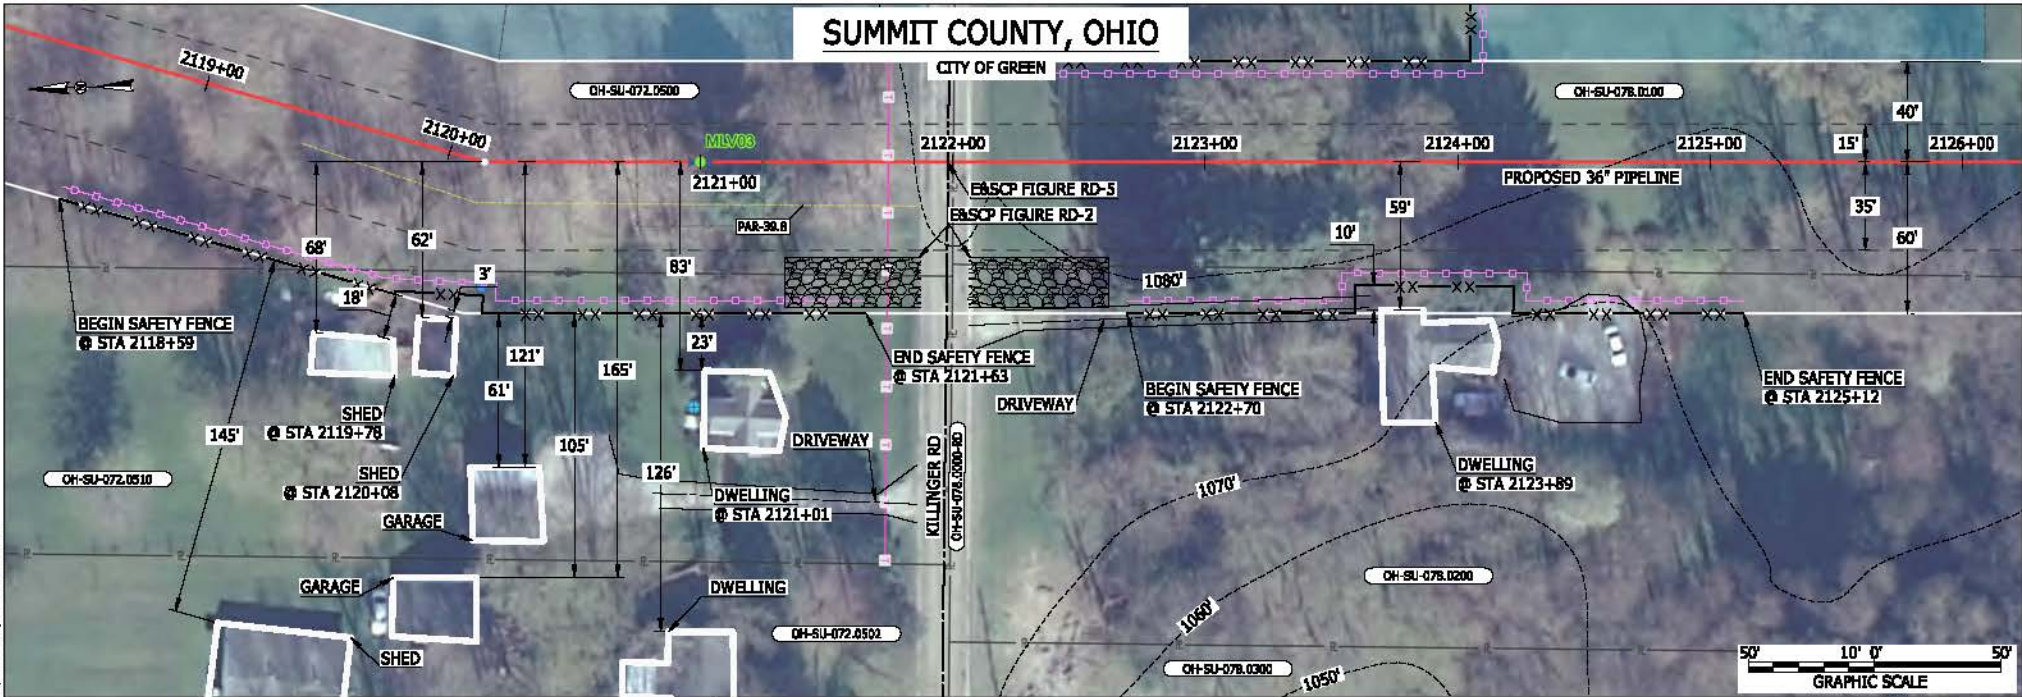 SUMMIT COUNTY, OHIO
CITY OF GREEN
2119+00
2120+00
OH-SU-072.0500
MLV03
2121+00
2122+00
2123+00
2124+00
2125+00
2126+00
OH-SU-078.0100
40'
15'
35'
60'
PROPOSED 36" PIPELINE
E&SCP FIGURE RD-5
E&SCP FIGURE RD-2
PAR-39.8
59'
10'
1080'
68'
62'
3'
18'
83'
23'
BEGIN SAFETY FENCE
@ STA 2118+59
END SAFETY FENCE
@ STA 2121+63
DRIVEWAY
BEGIN SAFETY FENCE
@ STA 2122+70
END SAFETY FENCE
@ STA 2125+12
121'
61'
165'
105'
126'
145'
SHED
@ STA 2119+78
SHED
@ STA 2120+08
GARAGE
DRIVEWAY
DWELLING
@ STA 2121+01
KILLINGER RD
OH-SU-078.0000-RD
DWELLING
@ STA 2123+89
1070'
OH-SU-072.0510
GARAGE
DWELLING
OH-SU-072.0502
SHED
OH-SU-078.0200
1060'
OH-SU-078.0300
1050'
50' 10' 0' 50'
GRAPHIC SCALE